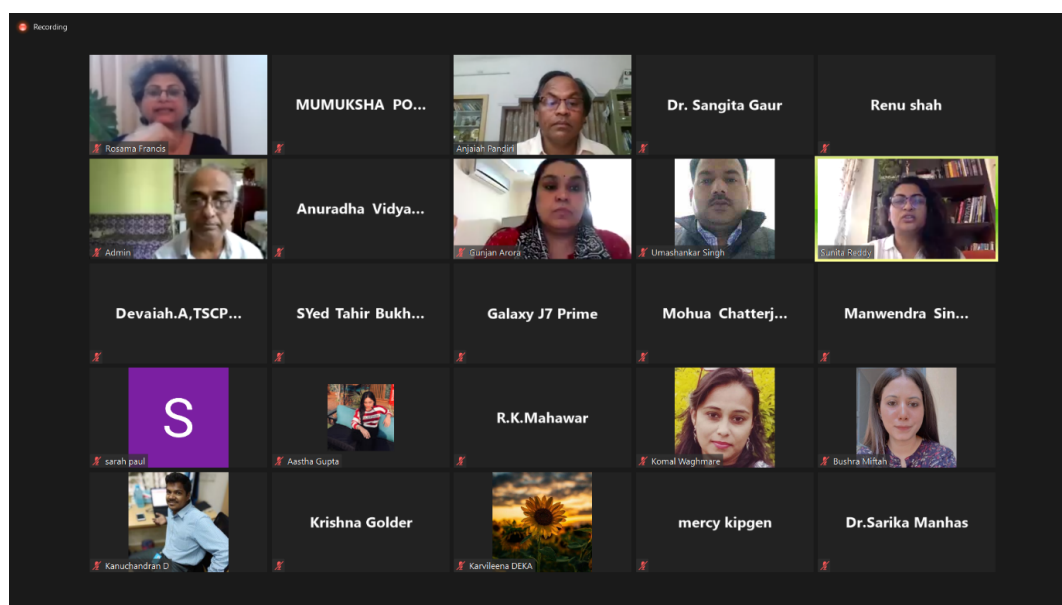 Recording
Rosama Francis
MUMUKSHA PO...
Anjaiah Pandiri
Dr. Sangita Gaur
Renu shah
Admin
Anuradha Vidya...
Gunjan Arora
Umashankar Singh
Sunita Reddy
Devaiah.A,TSCP...
SYed Tahir Bukh...
Galaxy J7 Prime
Mohua Chatterj...
Manwendra Sin...
S
sarah paul
Aastha Gupta
R.K.Mahawar
Komal Waghmare
Bushra Miftah
Kanuchandran D
Krishna Golder
Karvileena DEKA
mercy kipgen
Dr.Sarika Manhas